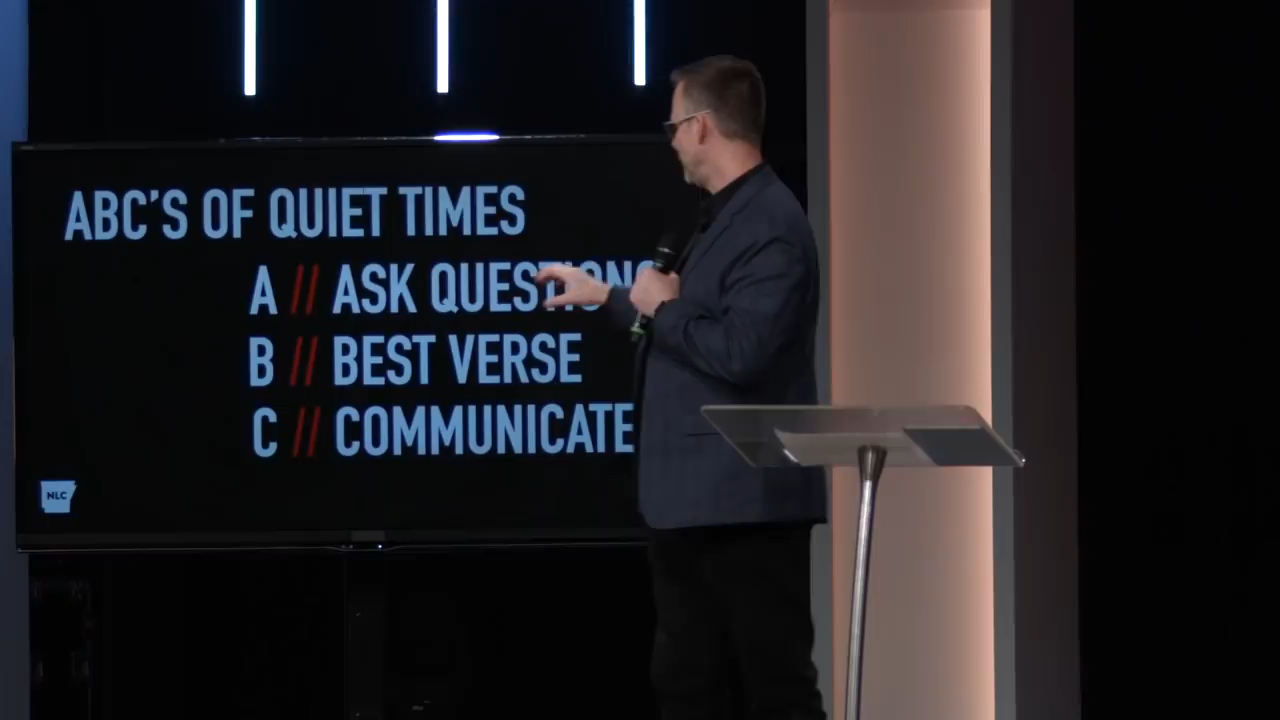 ABC'S OF QUIET TIMES
A // ASK QUESTIONS
B // BEST VERSE
C // COMMUNICATE
NLC